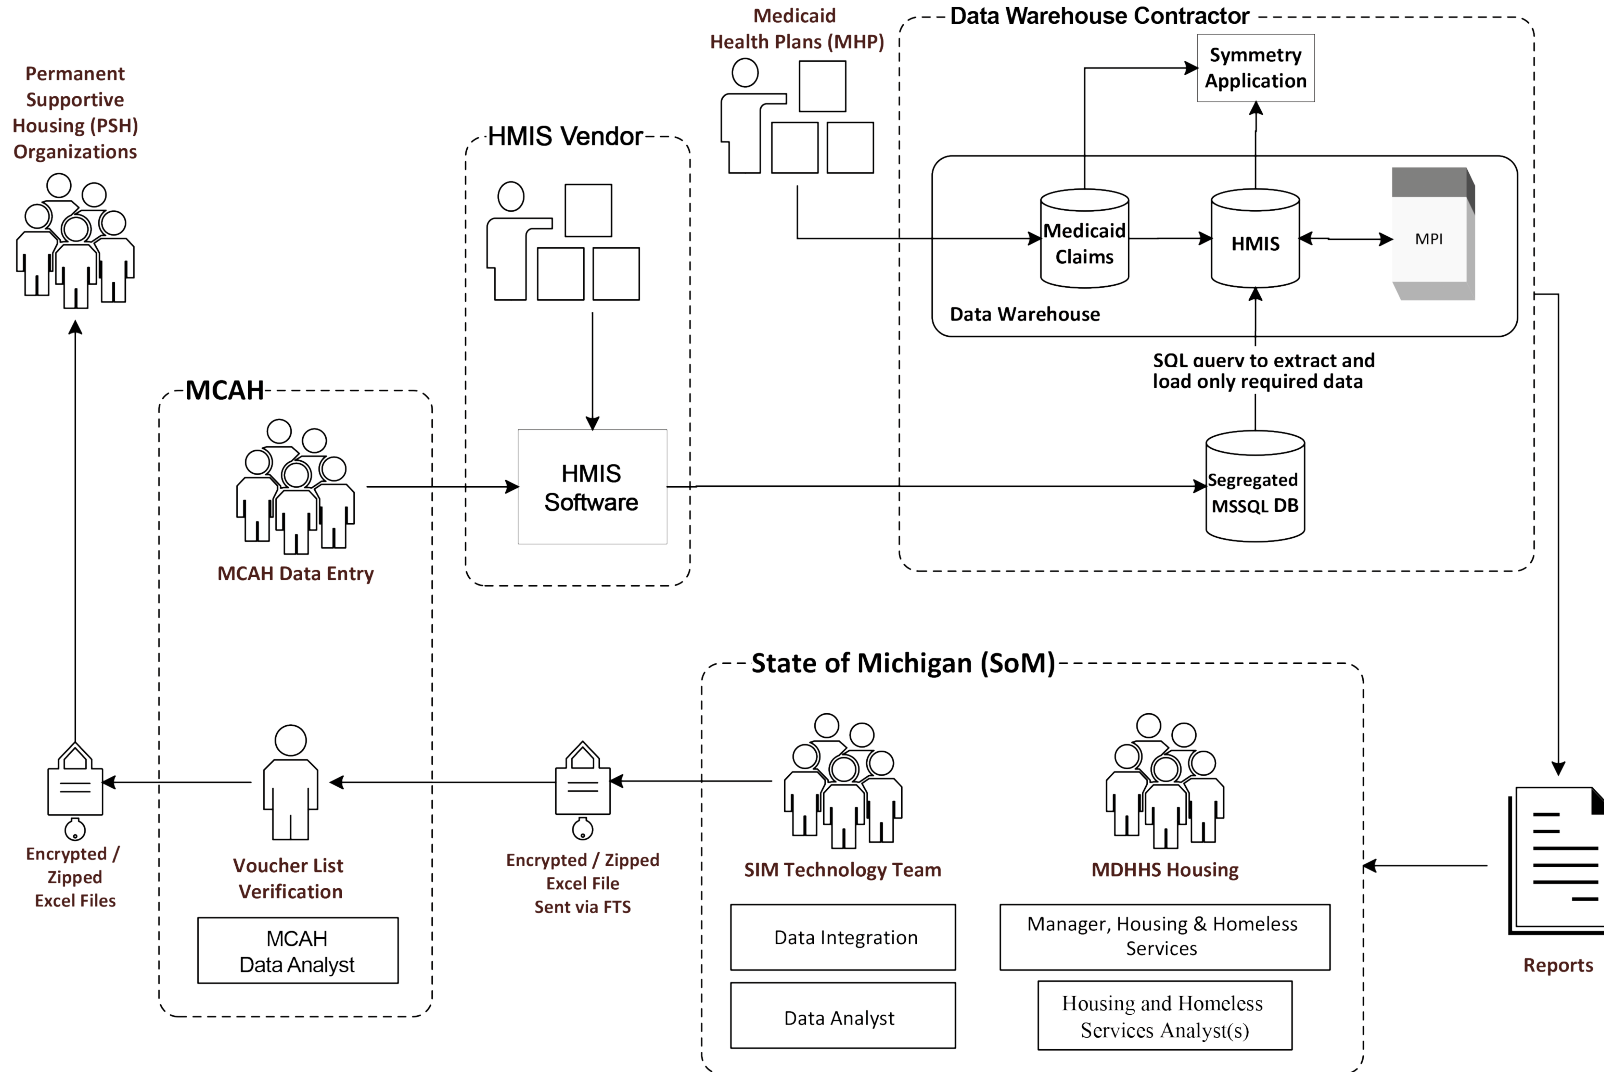 Medicaid
Health Plans (MHP)
Data Warehouse Contractor
Symmetry
Application
Permanent
Supportive
Housing (PSH)
Organizations
HMIS Vendor
Medicaid
Claims
HMIS
MPI
Data Warehouse
SQL query to extract and
load only required data
MCAH
HMIS
Software
Segregated
MSSQL DB
MCAH Data Entry
State of Michigan (SoM)
Encrypted /
Zipped
Excel Files
Voucher List
Verification
MCAH
Data Analyst
Encrypted / Zipped
Excel File
Sent via FTS
SIM Technology Team
Data Integration
Data Analyst
MDHHS Housing
Manager, Housing & Homeless
Services
Housing and Homeless
Services Analyst(s)
Reports